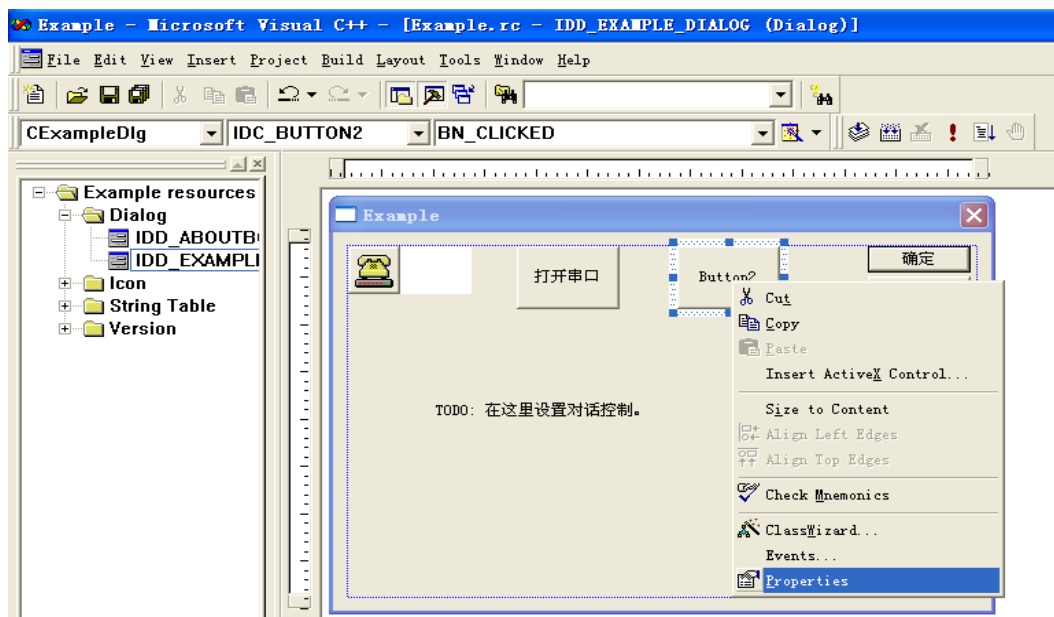 Example - Microsoft Visual C++ - [Example.rc - IDD_EXAMPLE_DIALOG (Dialog)]
File Edit View Insert Project Build Layout Tools Window Help
CExampleDlg IDC_BUTTON2 BN_CLICKED
Example resources
Dialog
IDD_ABOUTB
IDD_EXAMPL
Icon
String Table
Version
Example
打开串口
Button2
确定
TODO: 在这里设置对话控制。
Cut
Copy
Paste
Insert ActiveX Control...
Size to Content
Align Left Edges
Align Top Edges
Check Mnemonics
ClassWizard...
Events...
Properties